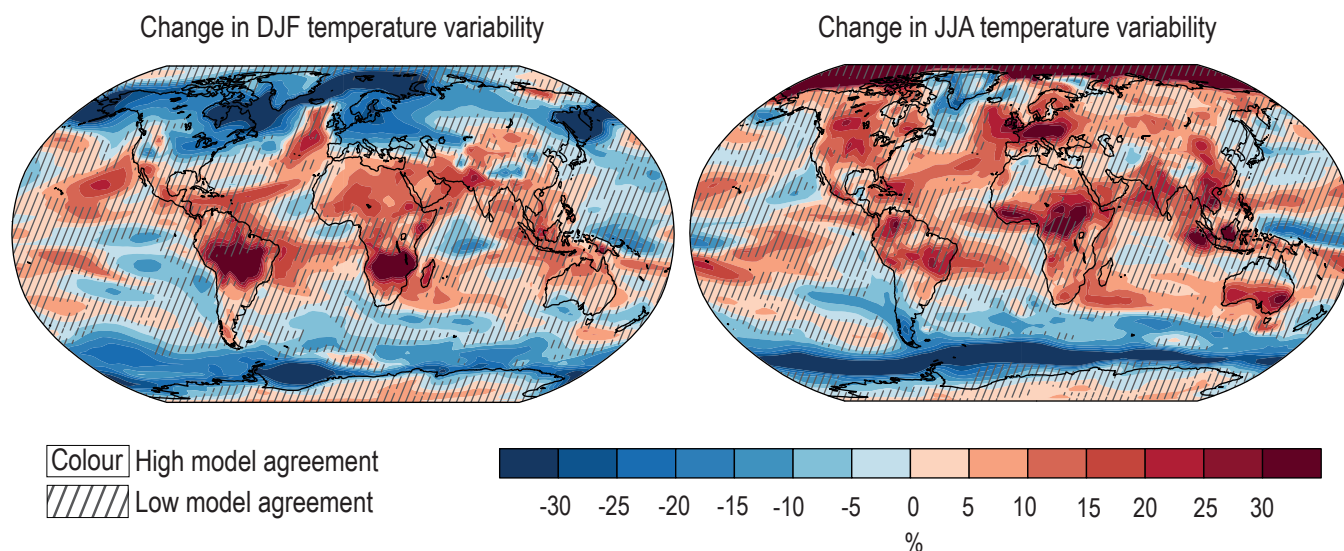 Change in DJF temperature variability
Change in JJA temperature variability
Colour High model agreement
Low model agreement
-30 -25 -20 -15 -10 -5 0 5 10 15 20 25 30
%